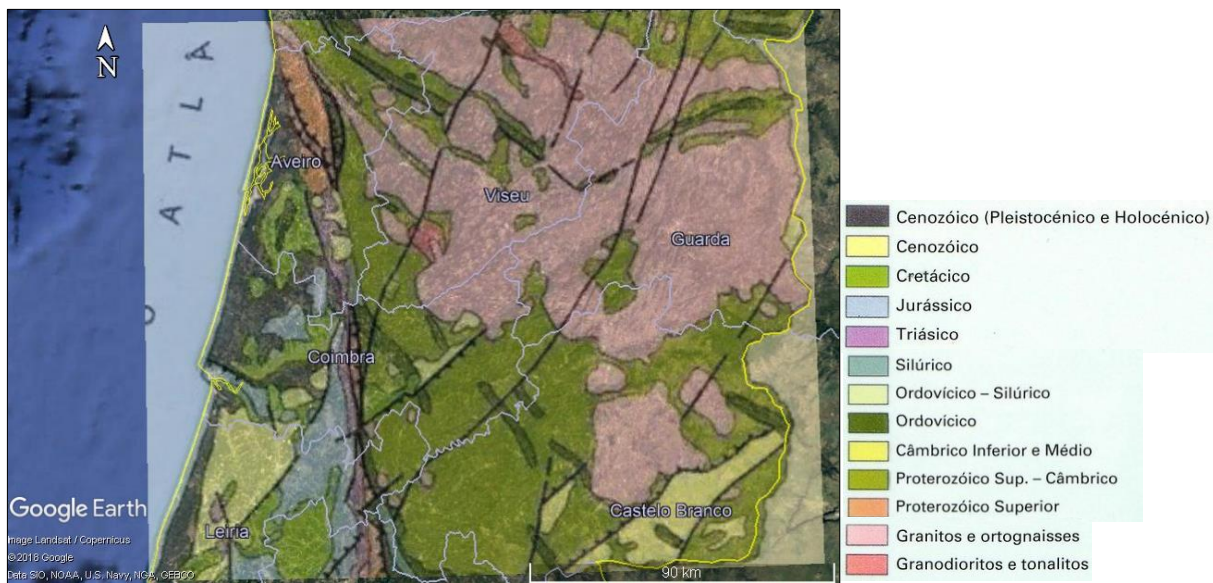 N
A T L Â
O
Aveiro
Viseu
Guarda
Coimbra
Castelo Branco
Leiria
Google Earth
Image Landsat / Copernicus
©2018 Google
Data SIO, NOAA, U.S. Navy, NGA, GEBCO
90 km
Cenozóico (Pleistocénico e Holocénico)
Cenozóico
Cretácico
Jurássico
Triásico
Silúrico
Ordovícico – Silúrico
Ordovícico
Câmbrico Inferior e Médio
Proterozóico Sup. – Câmbrico
Proterozóico Superior
Granitos e ortognaisses
Granodioritos e tonalitos